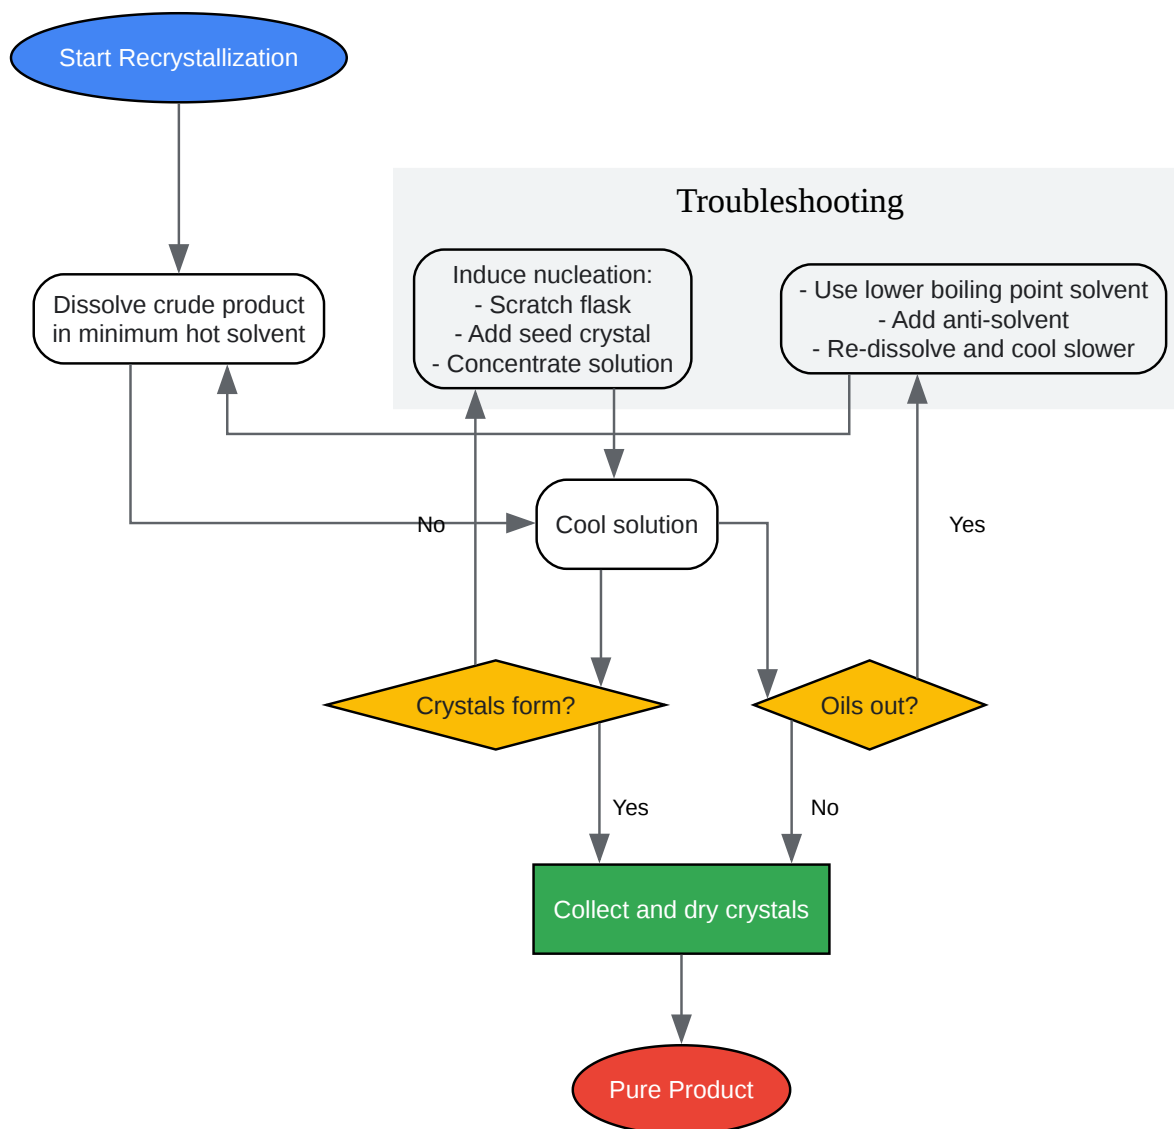 Start Recrystallization
Troubleshooting
Dissolve crude product
in minimum hot solvent
Induce nucleation:
- Scratch flask
- Add seed crystal
- Concentrate solution
- Use lower boiling point solvent
- Add anti-solvent
- Re-dissolve and cool slower
No
Cool solution
Yes
Crystals form?
Oils out?
Yes
No
Collect and dry crystals
Pure Product